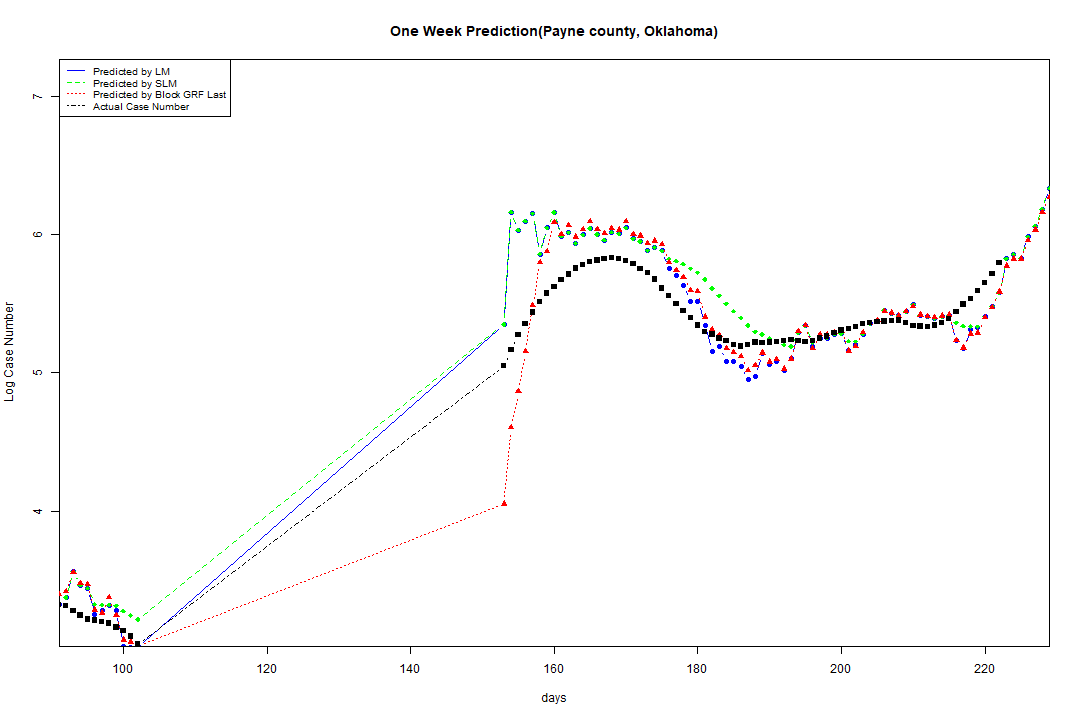 One Week Prediction(Payne county, Oklahoma)
Predicted by LM
Predicted by SLM
Predicted by Block GRF Last
Actual Case Number
7
6
5
4
Log Case Number
100 120 140 160 180 200 220
days